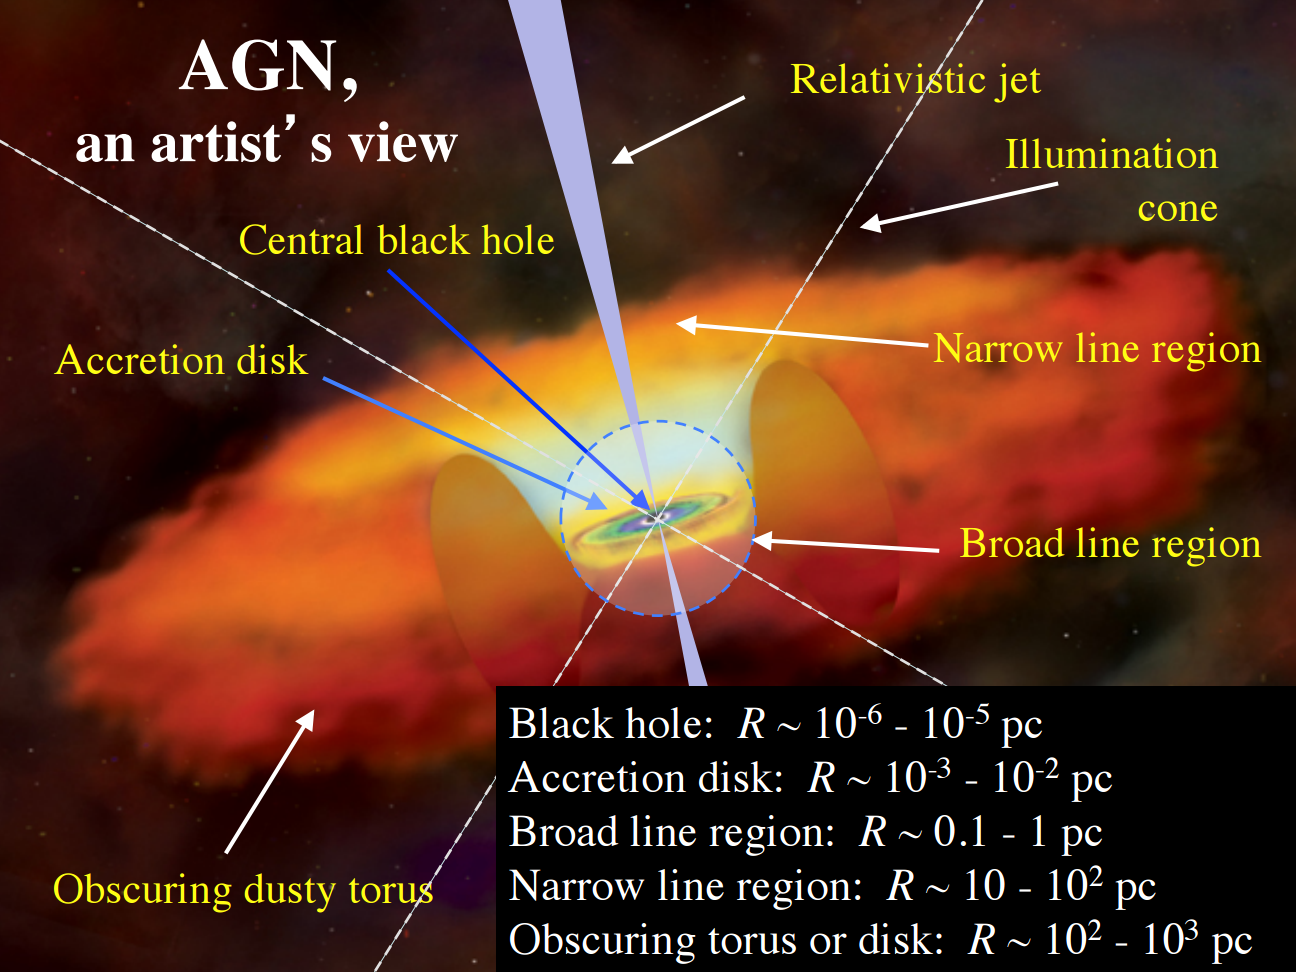 AGN,
an artist’s view
Relativistic jet
Illumination
cone
Central black hole
Accretion disk
Narrow line region
Broad line region
Obscuring dusty torus
Black hole: R ~ 10⁻⁶ - 10⁻⁵ pc
Accretion disk: R ~ 10⁻³ - 10⁻² pc
Broad line region: R ~ 0.1 - 1 pc
Narrow line region: R ~ 10 - 10² pc
Obscuring torus or disk: R ~ 10² - 10³ pc